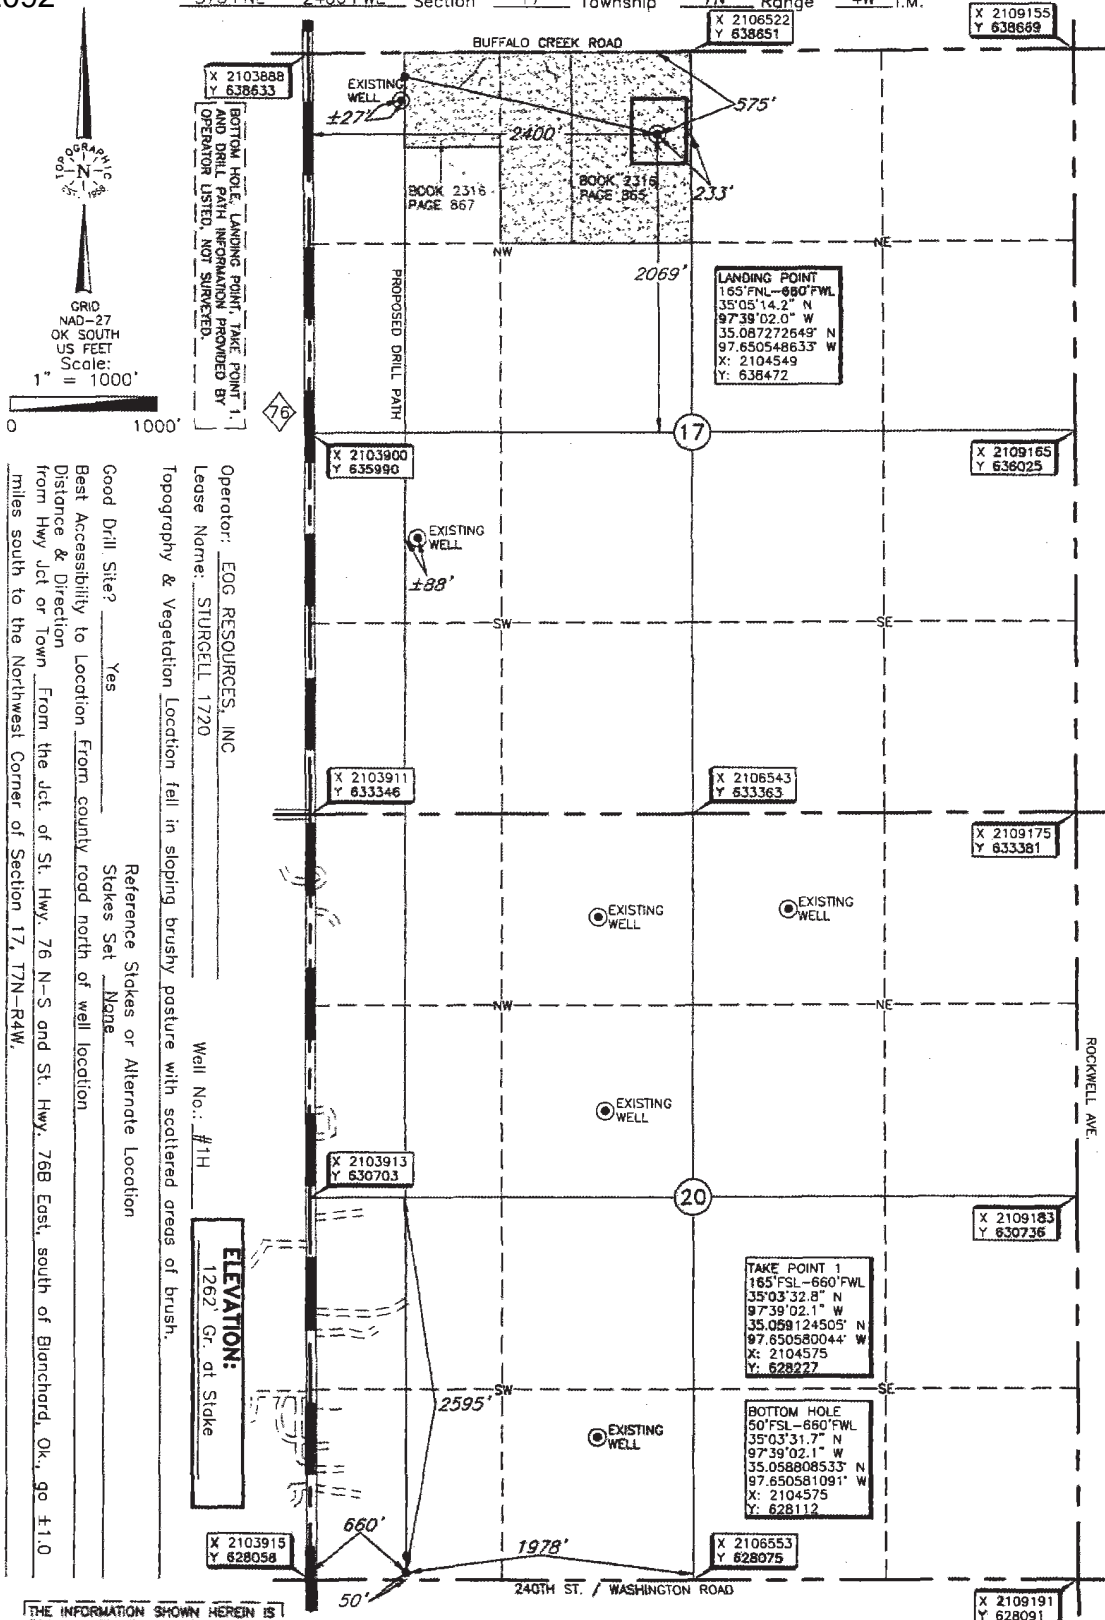 575'FNL 2400'FWL Section 17 Township 7N Range 4W I.M.
X 2106522
Y 638651
X 2109155
Y 638669
BUFFALO CREEK ROAD
X 2103888
Y 638633
EXISTING
WELL
±27'
575'
2400
BOOK 2316
PAGE 867
BOOK 2316
PAGE 865
233'
TOPOGRAPHIC
N
EST. 1958
BOTTOM HOLE, LANDING POINT, TAKE POINT 1,
AND DRILL PATH INFORMATION PROVIDED BY
OPERATOR LISTED, NOT SURVEYED.
NW
NE
2069'
PROPOSED DRILL PATH
LANDING POINT
165'FNL-660'FWL
35°05'14.2" N
97°39'02.0" W
35.087272649° N
97.650548633° W
X: 2104549
Y: 638472
GRID
NAD-27
OK SOUTH
US FEET
Scale:
1" = 1000'
0 1000'
76
17
X 2103900
Y 635990
X 2109165
Y 636025
EXISTING
WELL
±88'
SW
SE
Operator: EOG RESOURCES, INC
Lease Name: STURGELL 1720 Well No.: #1H
Topography & Vegetation Location fell in sloping brushy pasture with scattered areas of brush.
Good Drill Site? Yes
Reference Stakes or Alternate Location
Stakes Set None
Best Accessibility to Location From county road north of well location
Distance & Direction
from Hwy Jct or Town From the Jct. of St. Hwy. 76 N-S and St. Hwy. 76B East, south of Blanchard, Ok., go ±1.0
miles south to the Northwest Corner of Section 17, T7N-R4W.
ELEVATION:
1262' Gr. at Stake
X 2103911
Y 633346
X 2106543
Y 633363
X 2109175
Y 633381
EXISTING
WELL
EXISTING
WELL
NW
NE
ROCKWELL AVE.
EXISTING
WELL
X 2103913
Y 630703
20
X 2109183
Y 630736
TAKE POINT 1
165'FSL-660'FWL
35°03'32.8" N
97°39'02.1" W
35.059124505° N
97.650580044° W
X: 2104575
Y: 628227
SW
SE
2595'
BOTTOM HOLE
50'FSL-660'FWL
35°03'31.7" N
97°39'02.1" W
35.058808533° N
97.650581091° W
X: 2104575
Y: 628112
EXISTING
WELL
660'
1978'
X 2103915
Y 628058
X 2106553
Y 628075
50'
240TH ST. / WASHINGTON ROAD
X 2109191
Y 628091
THE INFORMATION SHOWN HEREIN IS